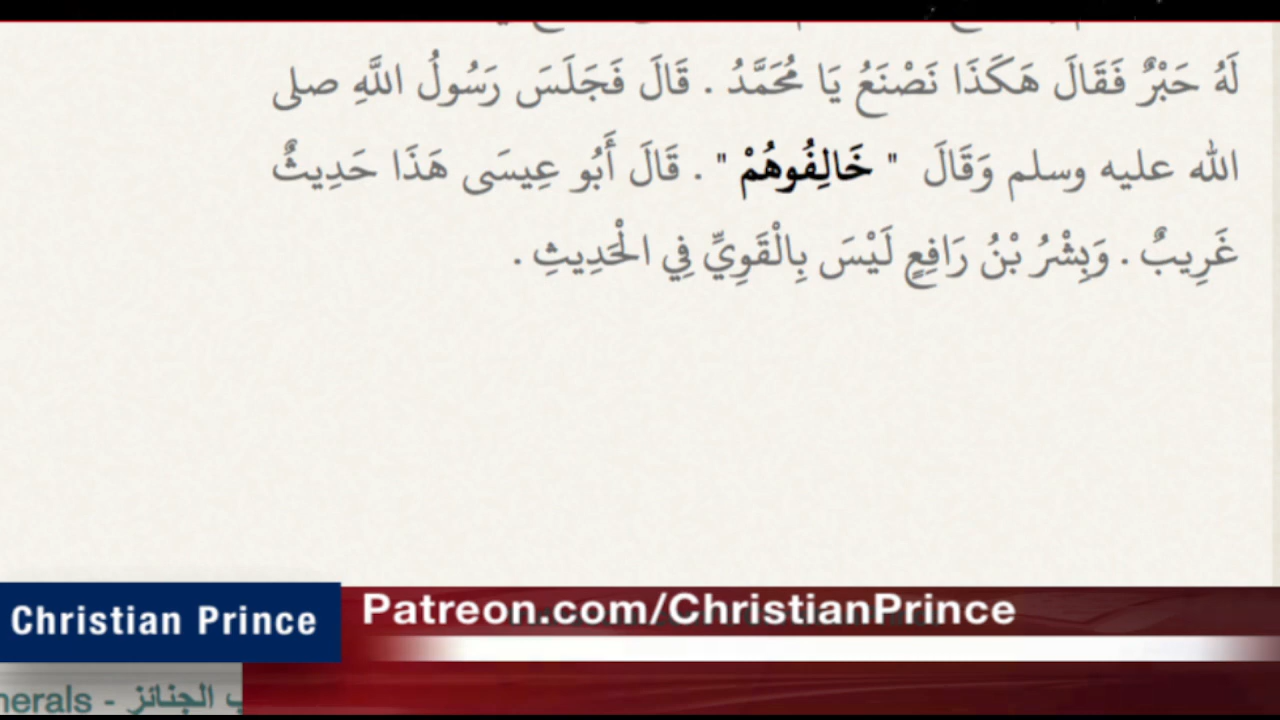 لَهُ حَبْرٌ فَقَالَ هَكَذَا نَصْنَعُ يَا مُحَمَّدُ . قَالَ فَجَلَسَ رَسُولُ اللَّهِ صلى
الله عليه وسلم وَقَالَ " خَالِفُوهُمْ " . قَالَ أَبُو عِيسَى هَذَا حَدِيثٌ
غَرِيبٌ . وَبِشْرُ بْنُ رَافِعٍ لَيْسَ بِالْقَوِيِّ فِي الْحَدِيثِ .
Patreon.com/ChristianPrince
Christian Prince
الجنائز -